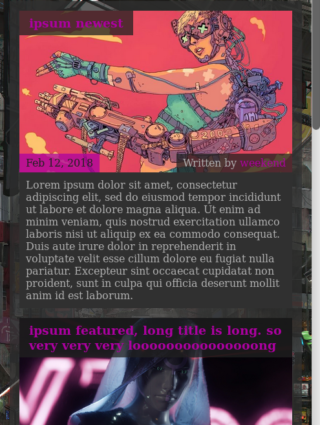 ipsum newest
Feb 12, 2018
Written by
Lorem ipsum dolor sit amet, consectetur
adipiscing elit, sed do eiusmod tempor incididunt
ut labore et dolore magna aliqua. Ut enim ad
minim veniam, quis nostrud exercitation ullamco
laboris nisi ut aliquip ex ea commodo consequat.
Duis aute irure dolor in reprehenderit in
voluptate velit esse cillum dolore eu fugiat nulla
pariatur. Excepteur sint occaecat cupidatat non
proident, sunt in culpa qui officia deserunt mollit
anim id est laborum.
ipsum featured, long title is long. so
very very very looooooooooooooong